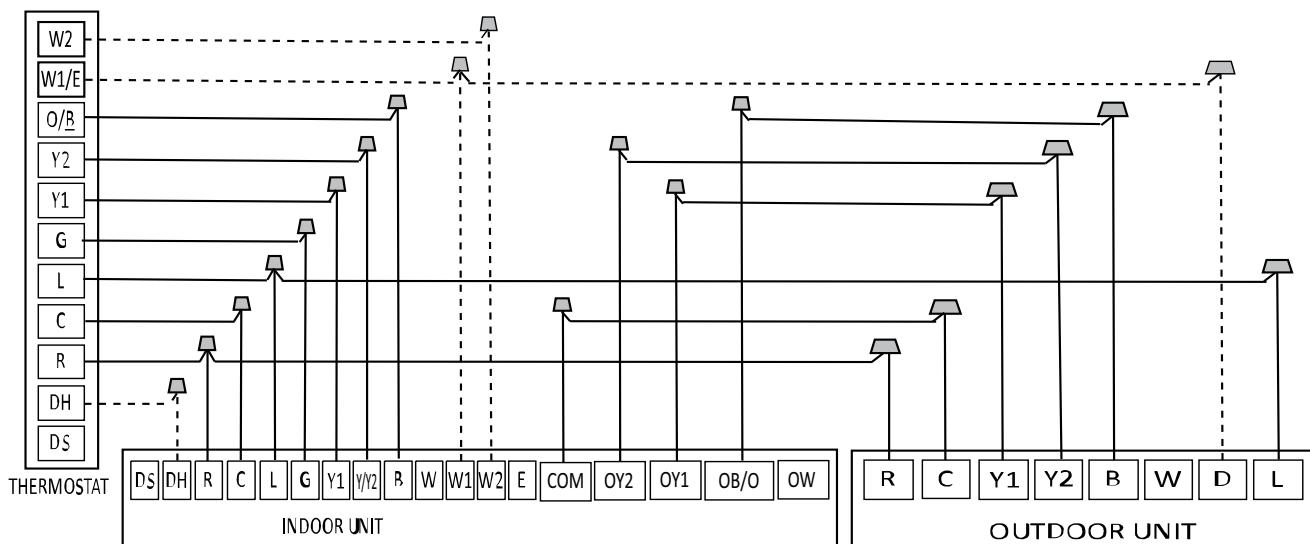 W2
W1/E
O/B
Y2
Y1
G
L
C
R
DH
DS
THERMOSTAT
DS DH R C L G Y1 Y/Y2 B W W1 W2 E COM OY2 OY1 OB/O OW
INDOOR UNIT
R C Y1 Y2 B W D L
OUTDOOR UNIT